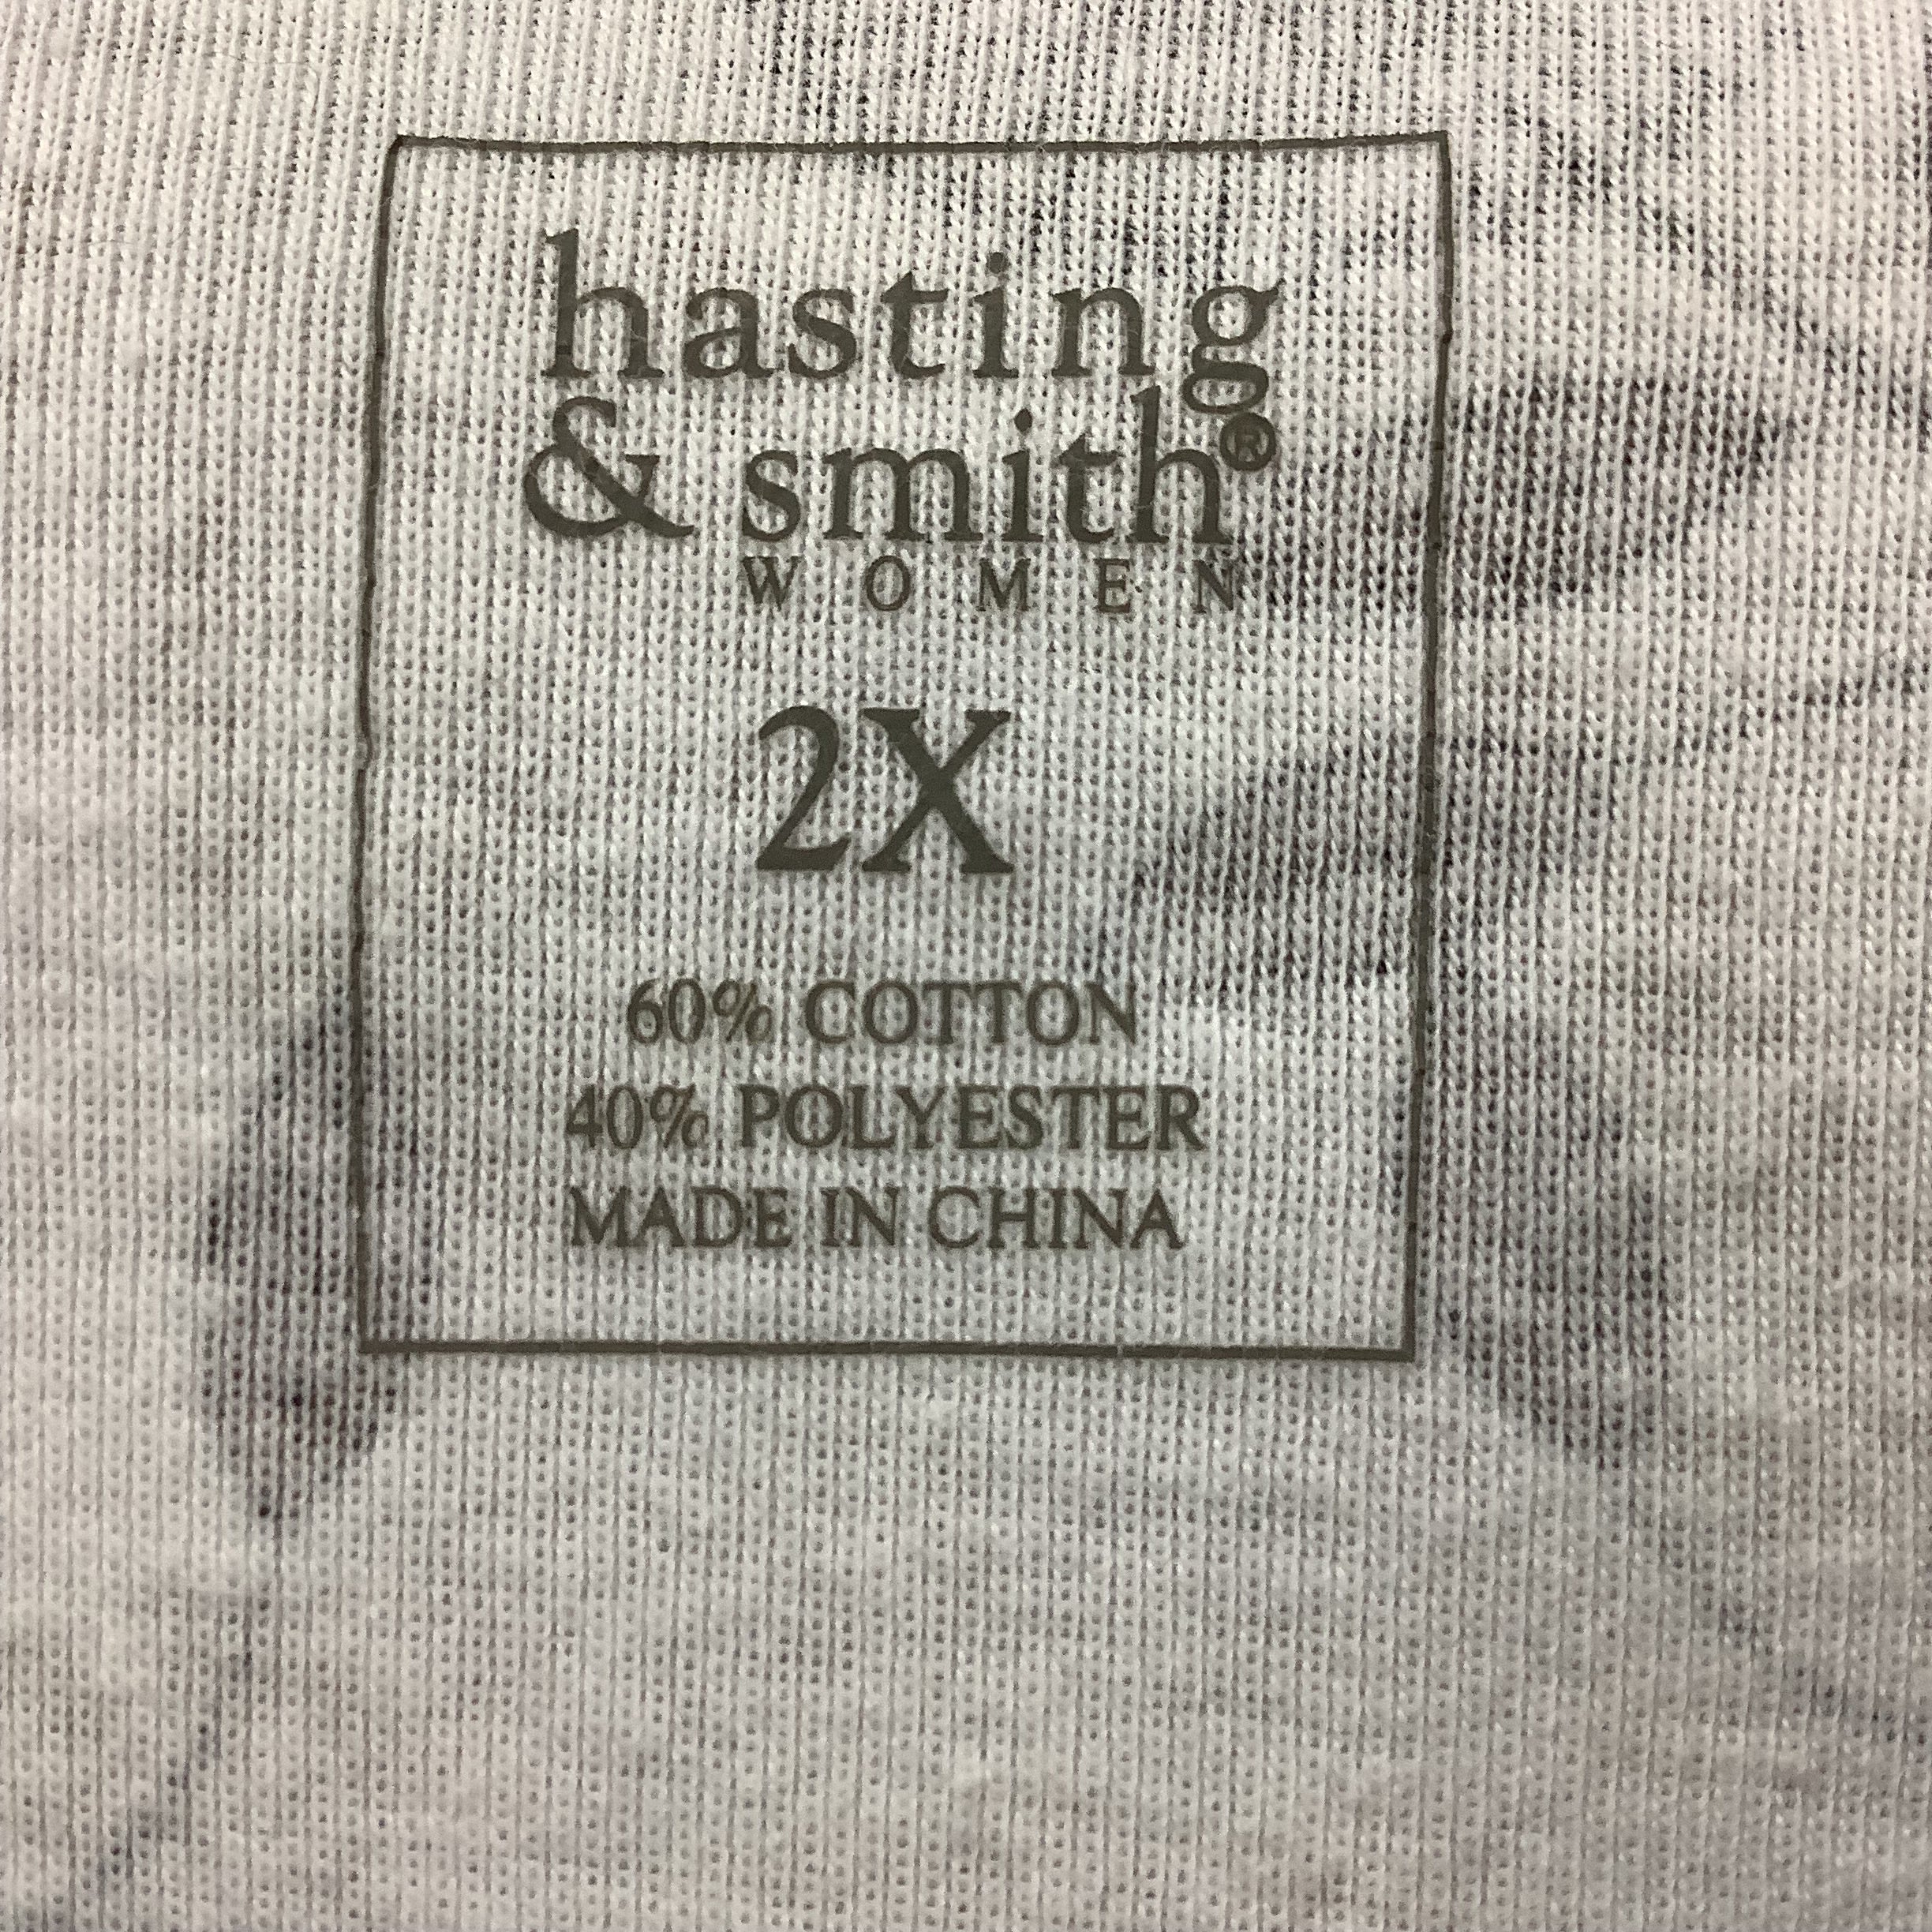 hasting
& smith®
WOMEN
2X
60% COTTON
40% POLYESTER
MADE IN CHINA